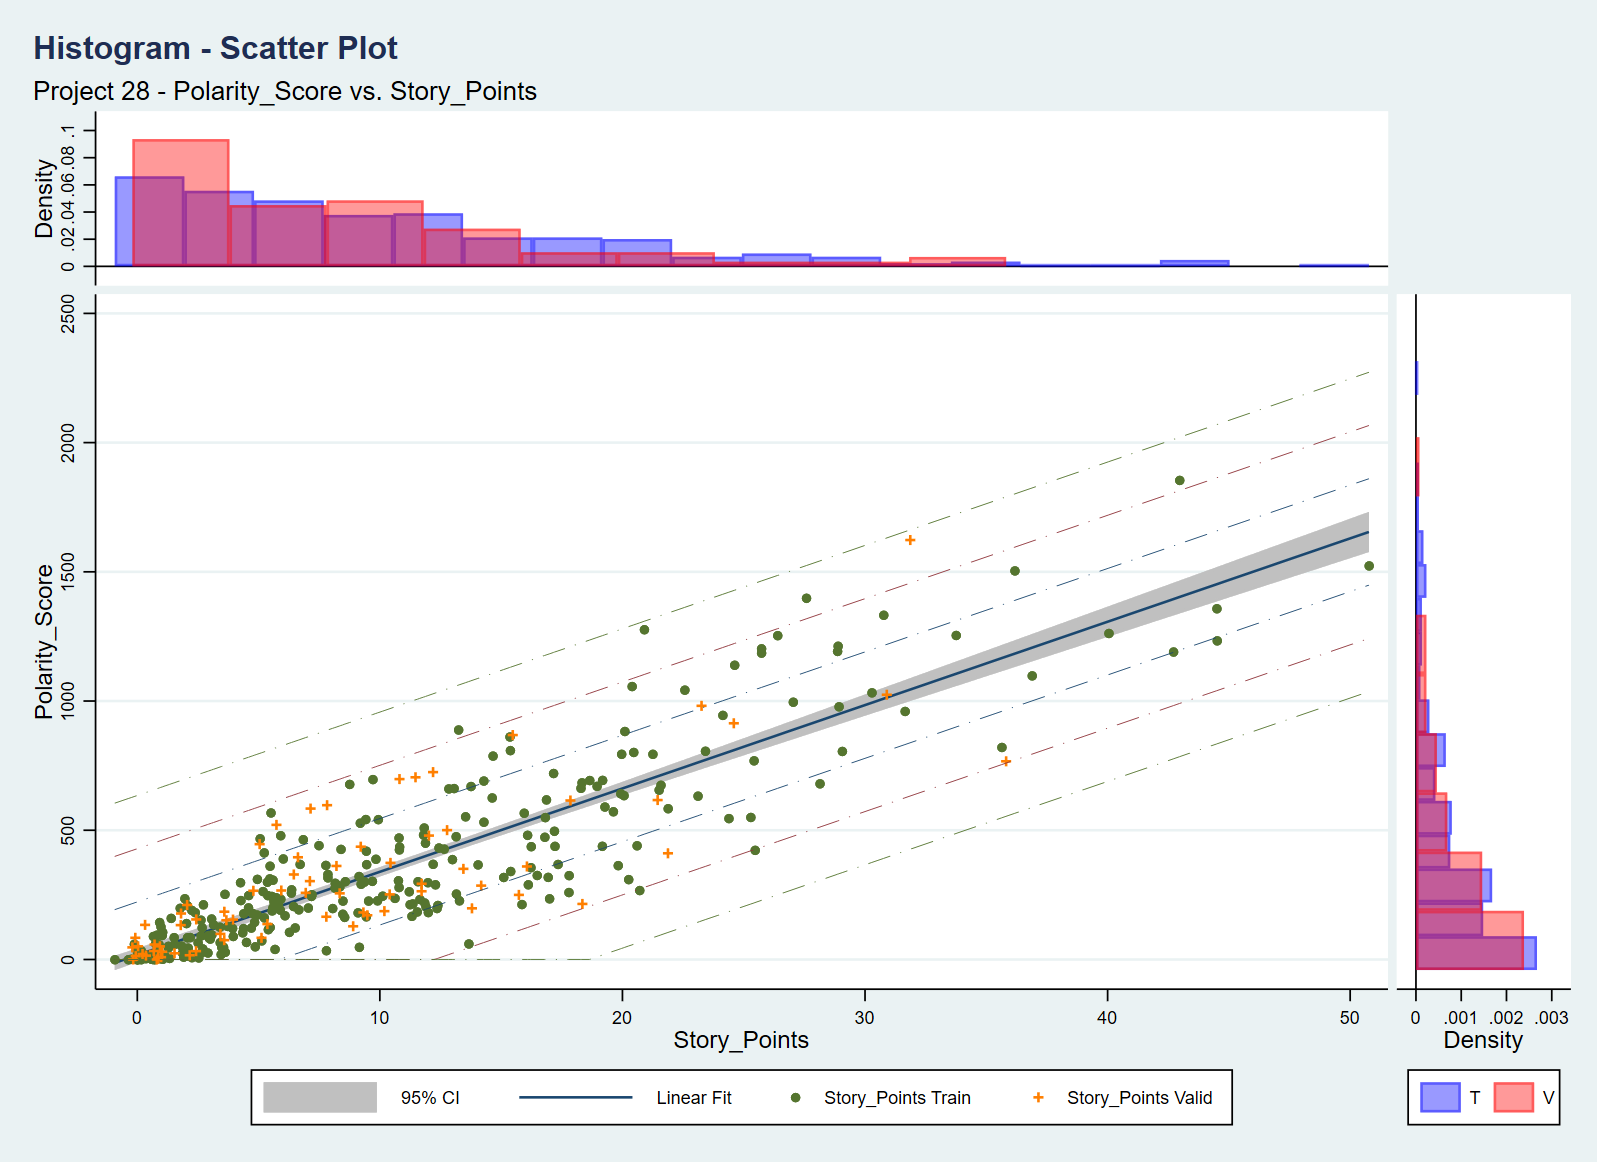 Histogram - Scatter Plot
Project 28 - Polarity_Score vs. Story_Points
Density
0 .02 .04 .06 .08 .1
Polarity_Score
0 500 1000 1500 2000 2500
0 10 20 30 40 50
Story_Points
0 .001 .002 .003
Density
95% CI Linear Fit Story_Points Train Story_Points Valid
T V